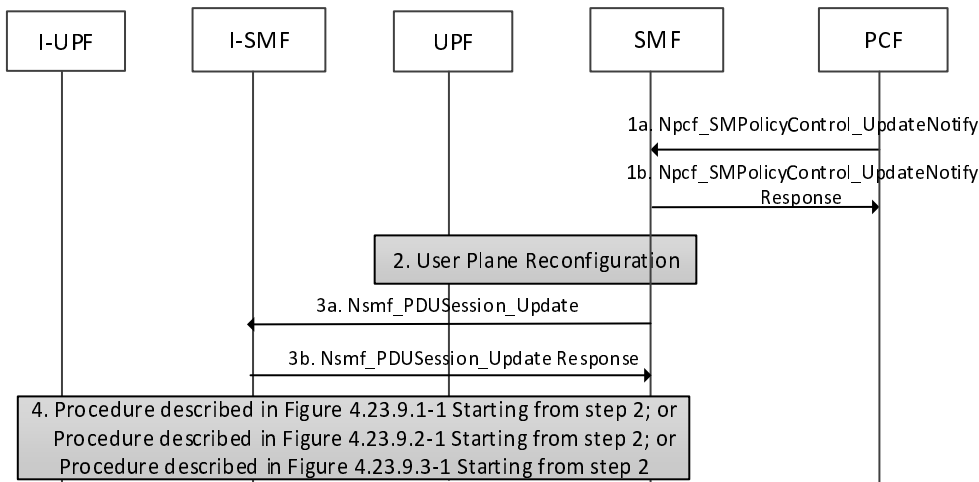 I-UPF
I-SMF
UPF
SMF
PCF
1a. Npcf_SMPolicyControl_UpdateNotify
1b. Npcf_SMPolicyControl_UpdateNotify
Response
2. User Plane Reconfiguration
3a. Nsmf_PDUSession_Update
3b. Nsmf_PDUSession_Update Response
4. Procedure described in Figure 4.23.9.1-1 Starting from step 2; or
Procedure described in Figure 4.23.9.2-1 Starting from step 2; or
Procedure described in Figure 4.23.9.3-1 Starting from step 2